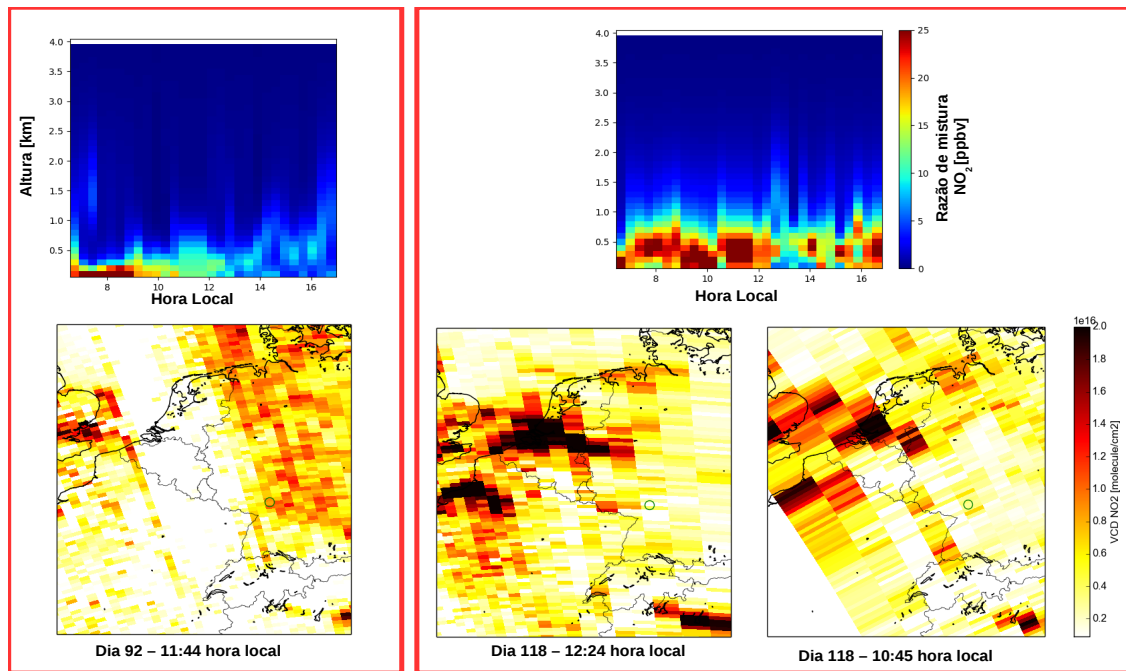 4.0
3.5
3.0
2.5
2.0
1.5
1.0
0.5
Altura [km]
8 10 12 14 16
Hora Local
4.0
3.5
3.0
2.5
2.0
1.5
1.0
0.5
8 10 12 14 16
Hora Local
25
20
15
10
5
0
Razão de mistura
NO2 [ppbv]
Dia 92 – 11:44 hora local
Dia 118 – 12:24 hora local
Dia 118 – 10:45 hora local
1e16
2.0
1.8
1.6
1.4
1.2
1.0
0.8
0.6
0.4
0.2
VCD NO2 [molecule/cm2]